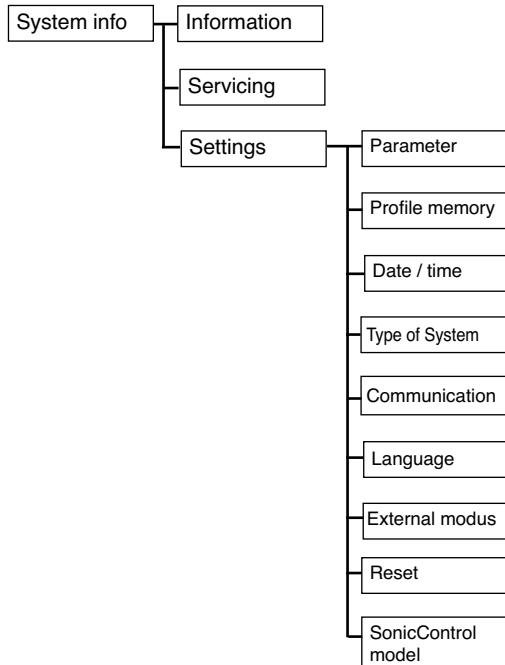 System info
Information
Servicing
Settings
Parameter
Profile memory
Date / time
Type of System
Communication
Language
External modus
Reset
SonicControl
model